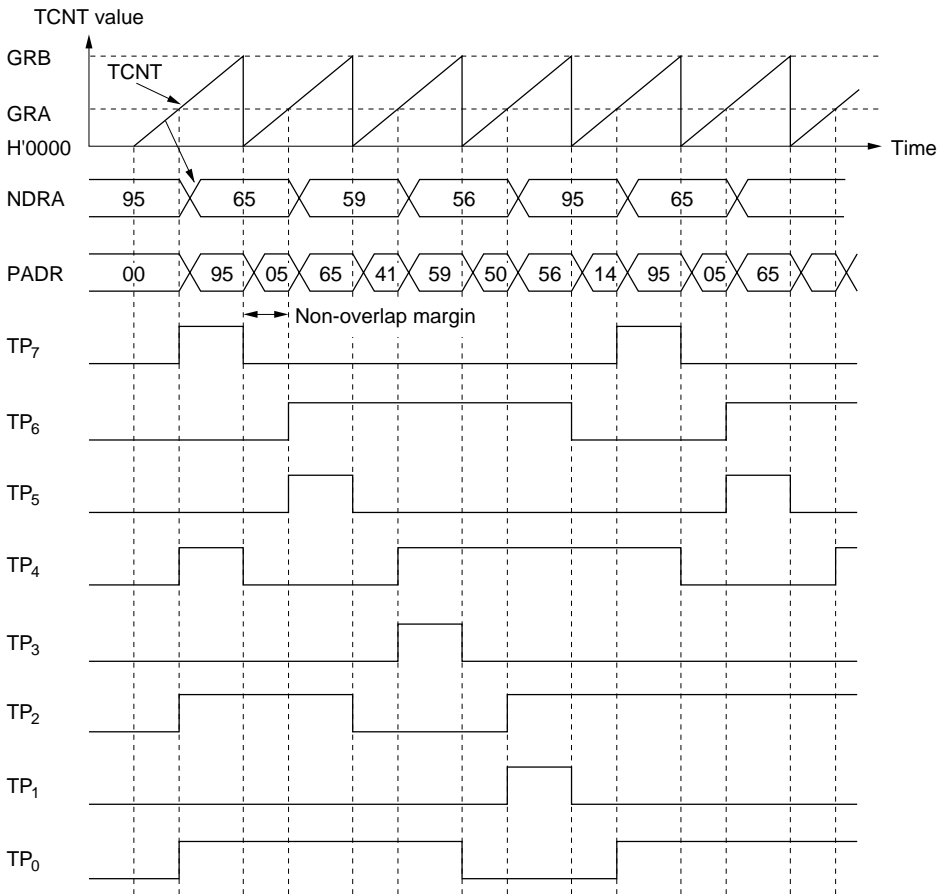 TCNT value
GRB
TCNT
GRA
H'0000
Time
NDRA 95 65 59 56 95 65
PADR 00 95 05 65 41 59 50 56 14 95 05 65
Non-overlap margin
TP7
TP6
TP5
TP4
TP3
TP2
TP1
TP0